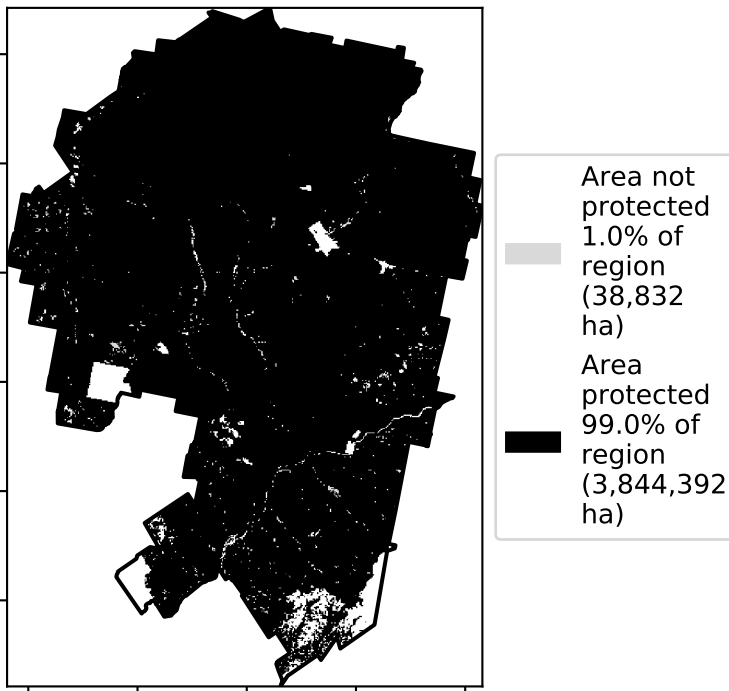 Area not
protected
1.0% of
region
(38,832
ha)
Area
protected
99.0% of
region
(3,844,392
ha)